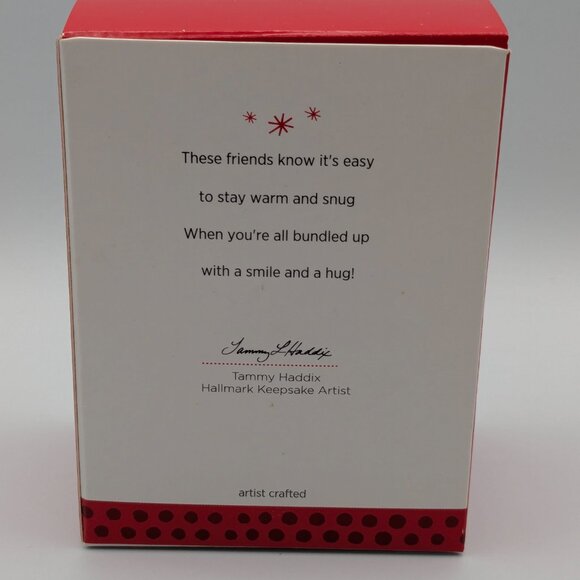 These friends know it's easy
to stay warm and snug
When you're all bundled up
with a smile and a hug!
Tammy L Haddix
Tammy Haddix
Hallmark Keepsake Artist
artist crafted